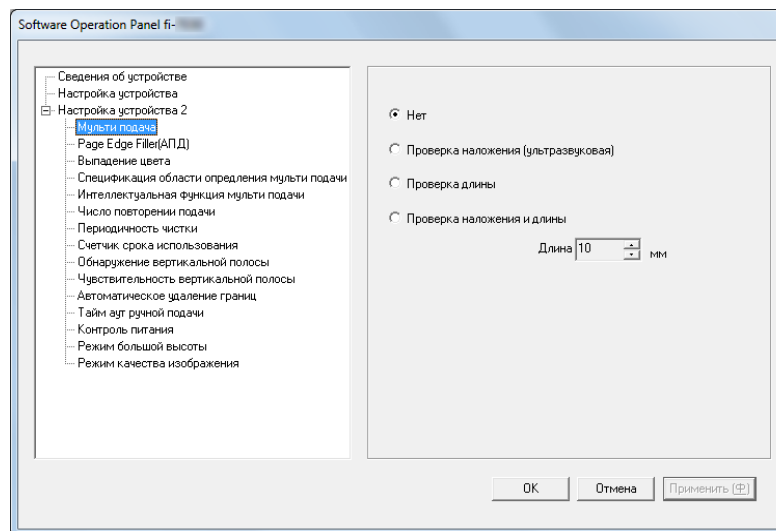 Software Operation Panel fi-
Сведения об устройстве
Настройка устройства
Настройка устройства 2
Мульти подача
Page Edge Filler(АПД)
Выпадение цвета
Спецификация области опредления мульти подачи
Интеллектуальная функция мульти подачи
Число повторении подачи
Периодичность чистки
Счетчик срока использования
Обнаружение вертикальной полосы
Чувствительность вертикальной полосы
Автоматическое удаление границ
Тайм аут ручной подачи
Контроль питания
Режим большой высоты
Режим качества изображения
Нет
Проверка наложения (ультразвуковая)
Проверка длины
Проверка наложения и длины
Длина 10 мм
OK Отмена Применить (Ф)